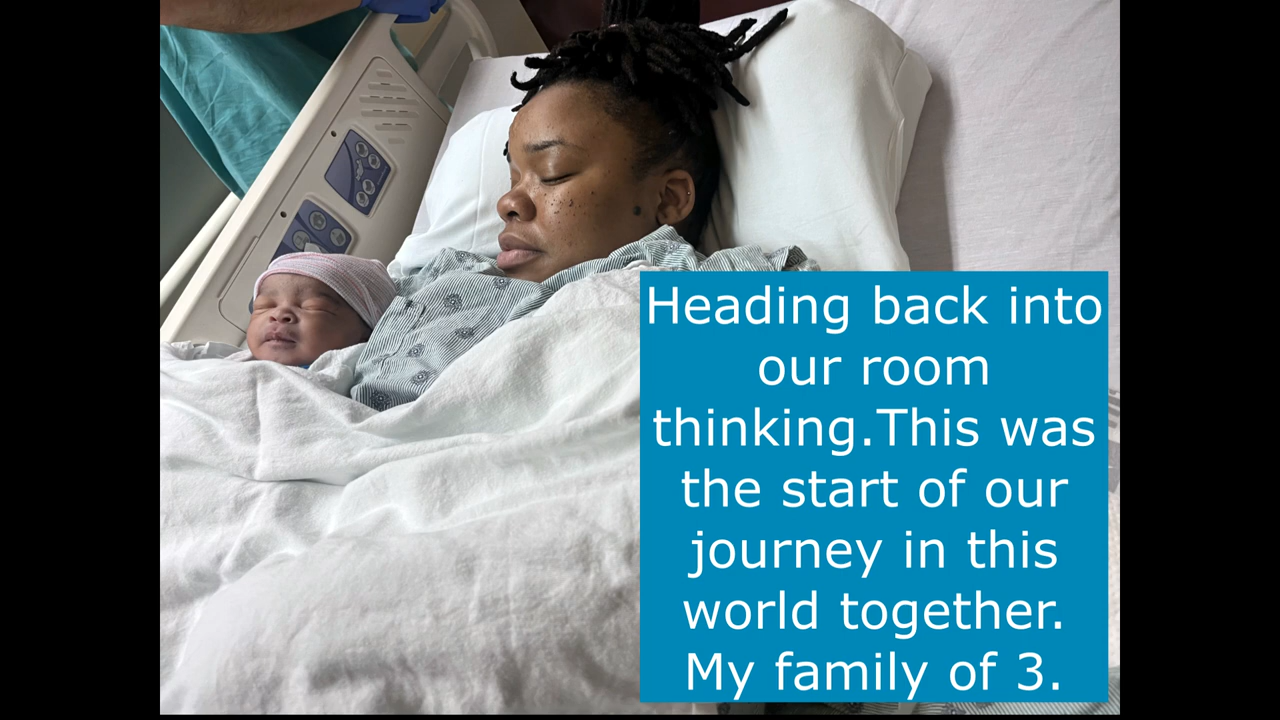 Heading back into
our room
thinking.This was
the start of our
journey in this
world together.
My family of 3.